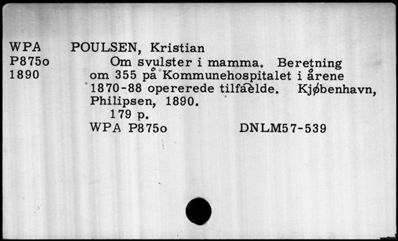 WPA POULSEN, Kristian
P875o Om svulster i mamma. Beretning
1890 om 355 på Kommunehospitalet i årene
1870-88 opererede tilfaelde. Kjøbenhavn,
Philipsen, 1890.
179 p.
WPA P875o DNLM57-539